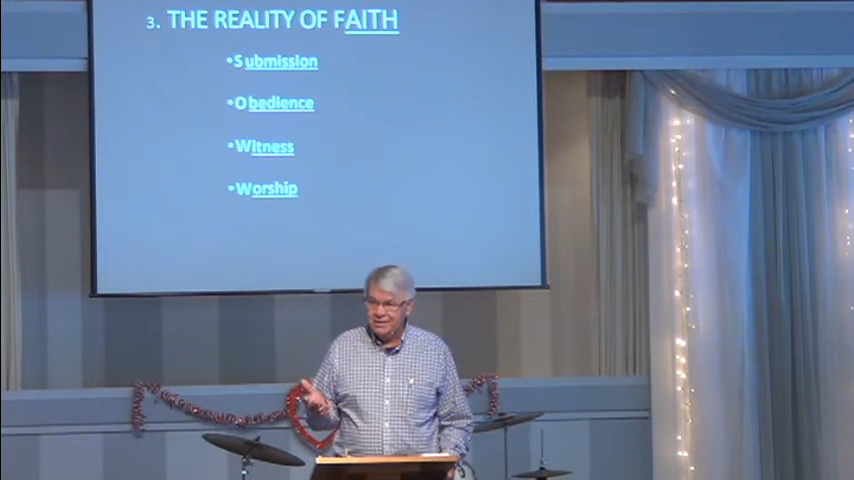 3. THE REALITY OF FAITH
•Submission
•Obedience
•Witness
•Worship